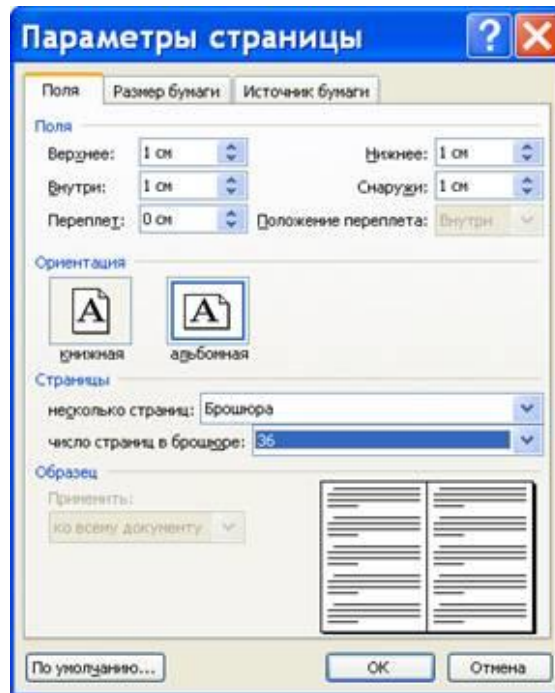 Параметры страницы
Поля Размер бумаги Источник бумаги
Поля
Верхнее: 1 см Нижнее: 1 см
Внутри: 1 см Снаружи: 1 см
Переплет: 0 см Положение переплета: Внутри
Ориентация
A A
книжная альбомная
Страницы
несколько страниц: Брошюра
число страниц в брошюре: 36
Образец
Применить:
ко всему документу
По умолчанию... ОК Отмена